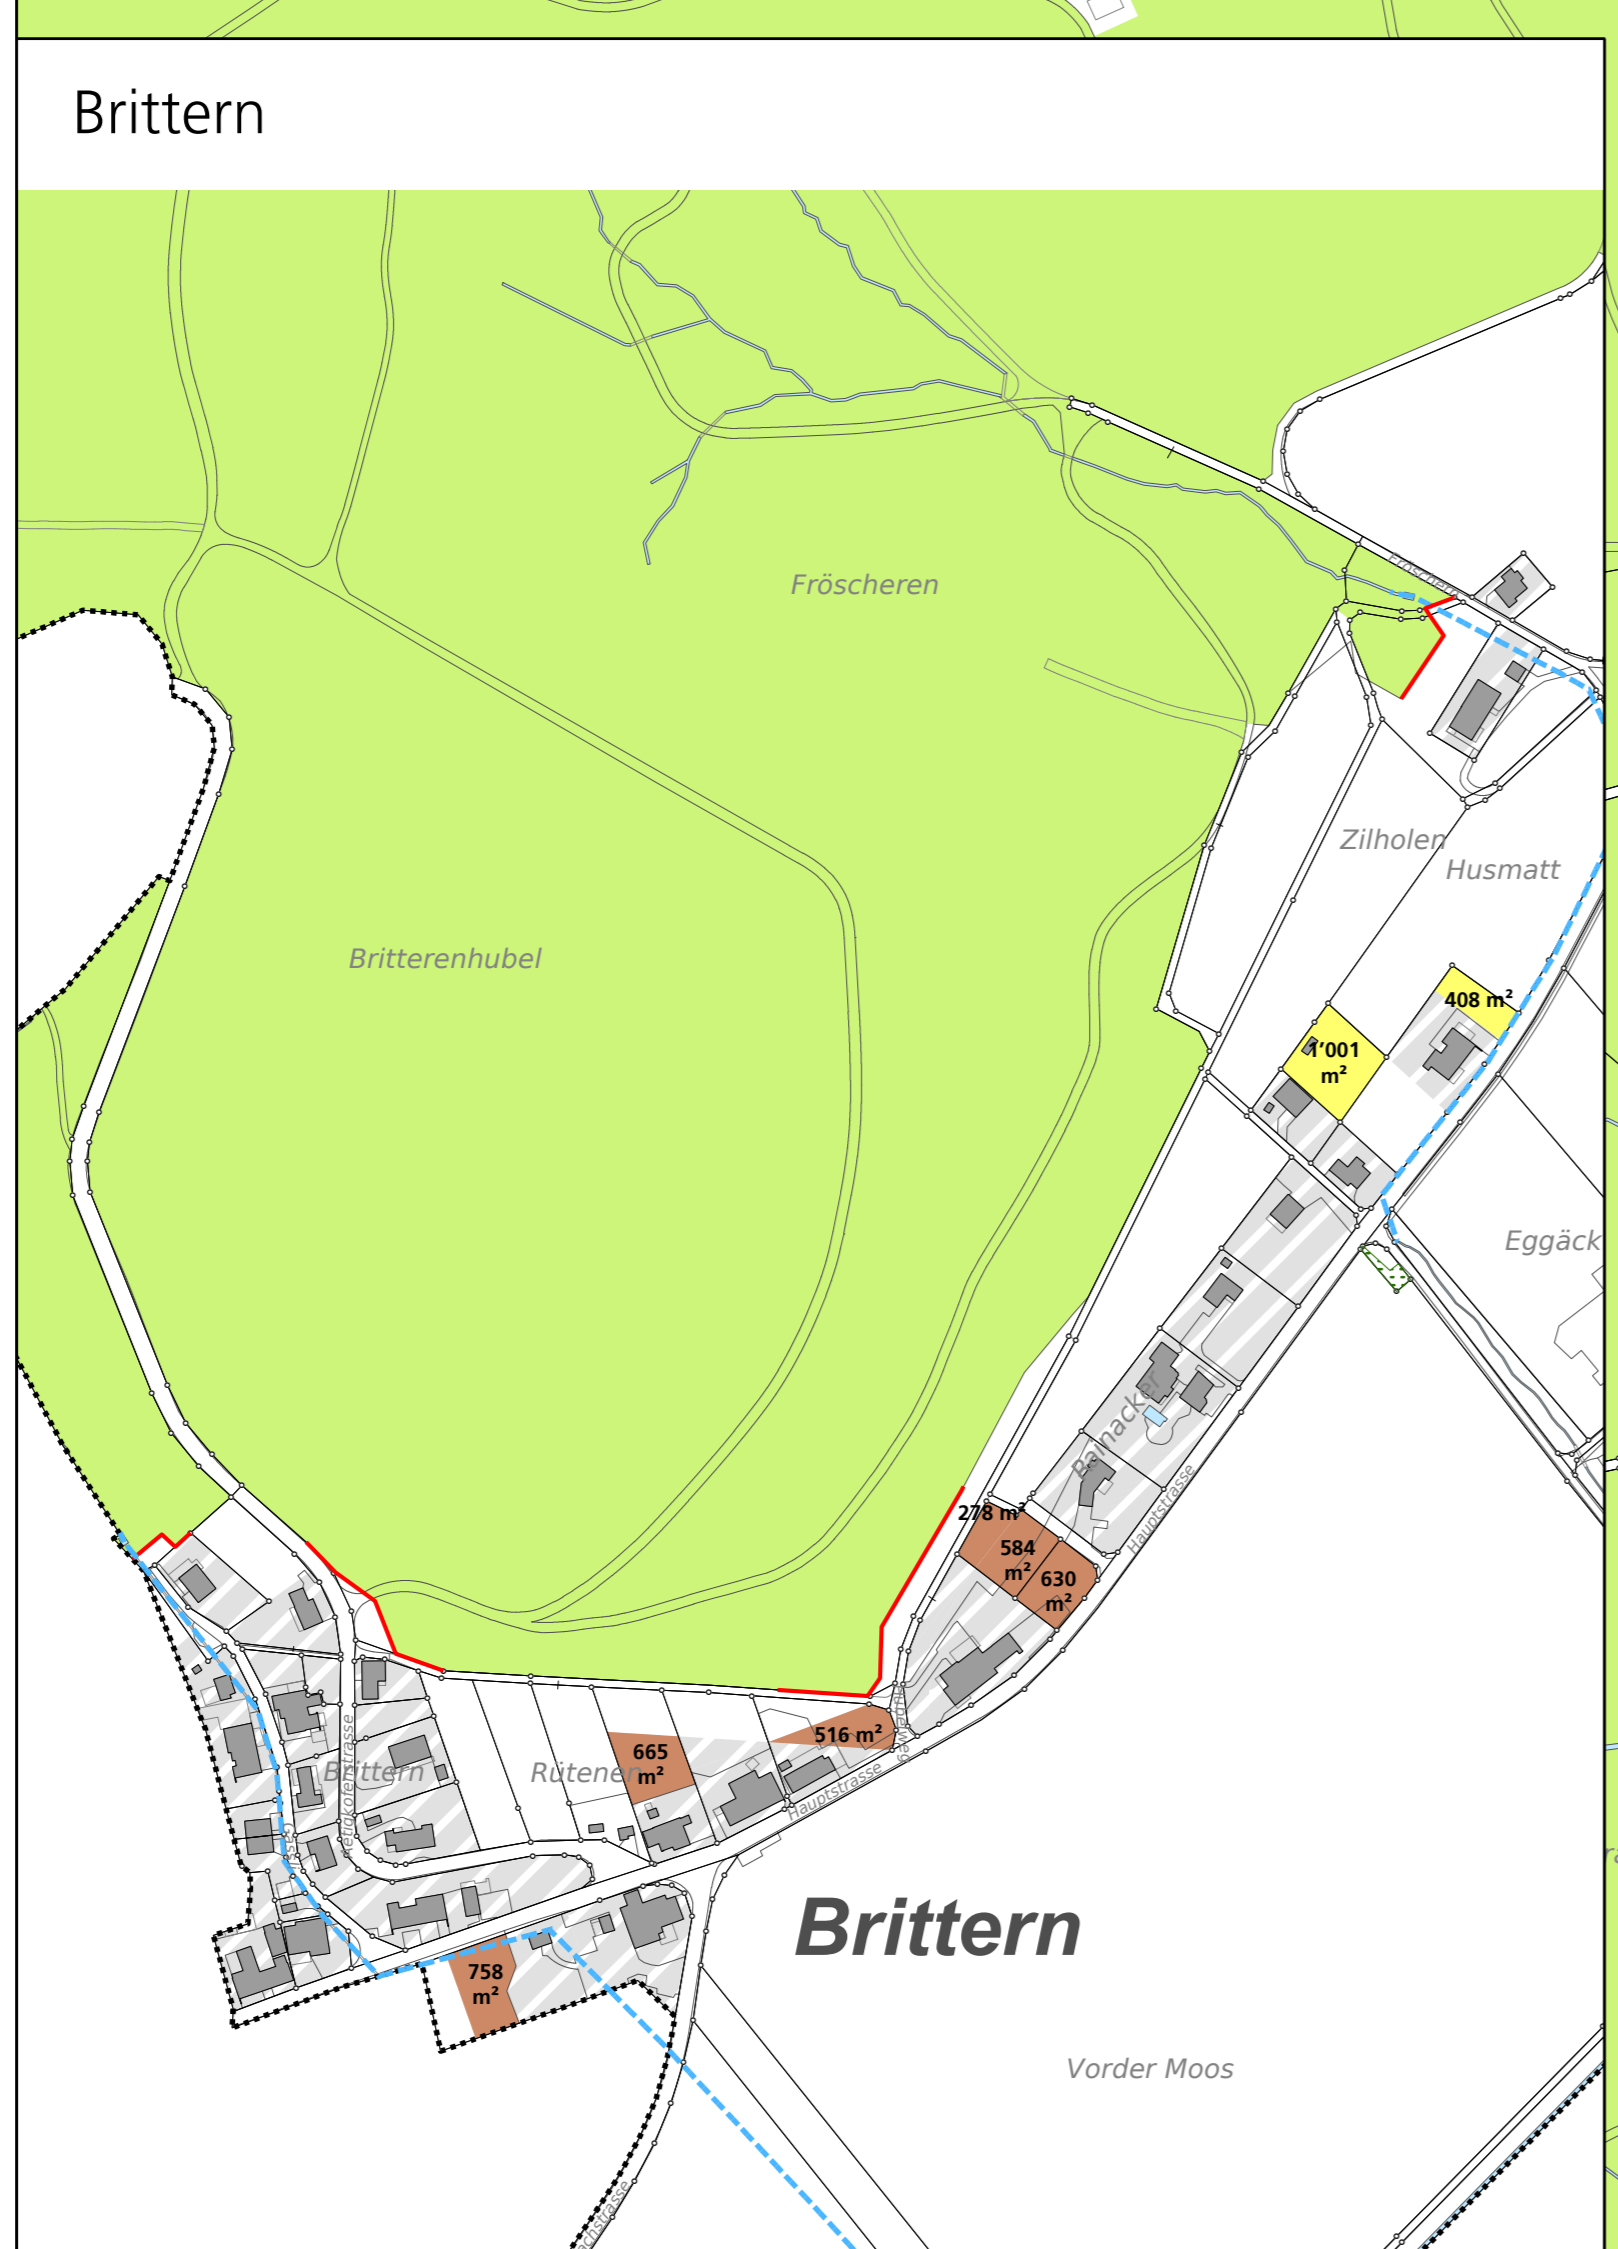 Brittern
Fröscheren
Zilholen
Husmatt
Britterenhubel
408 m²
1’001
m²
Eggäck
Rainacker
Hauptstrasse
278 m²
584
m²
630
m²
516 m²
665
m²
Brittern
Rütenen
Hauptstrasse
Brittern
758
m²
Vorder Moos